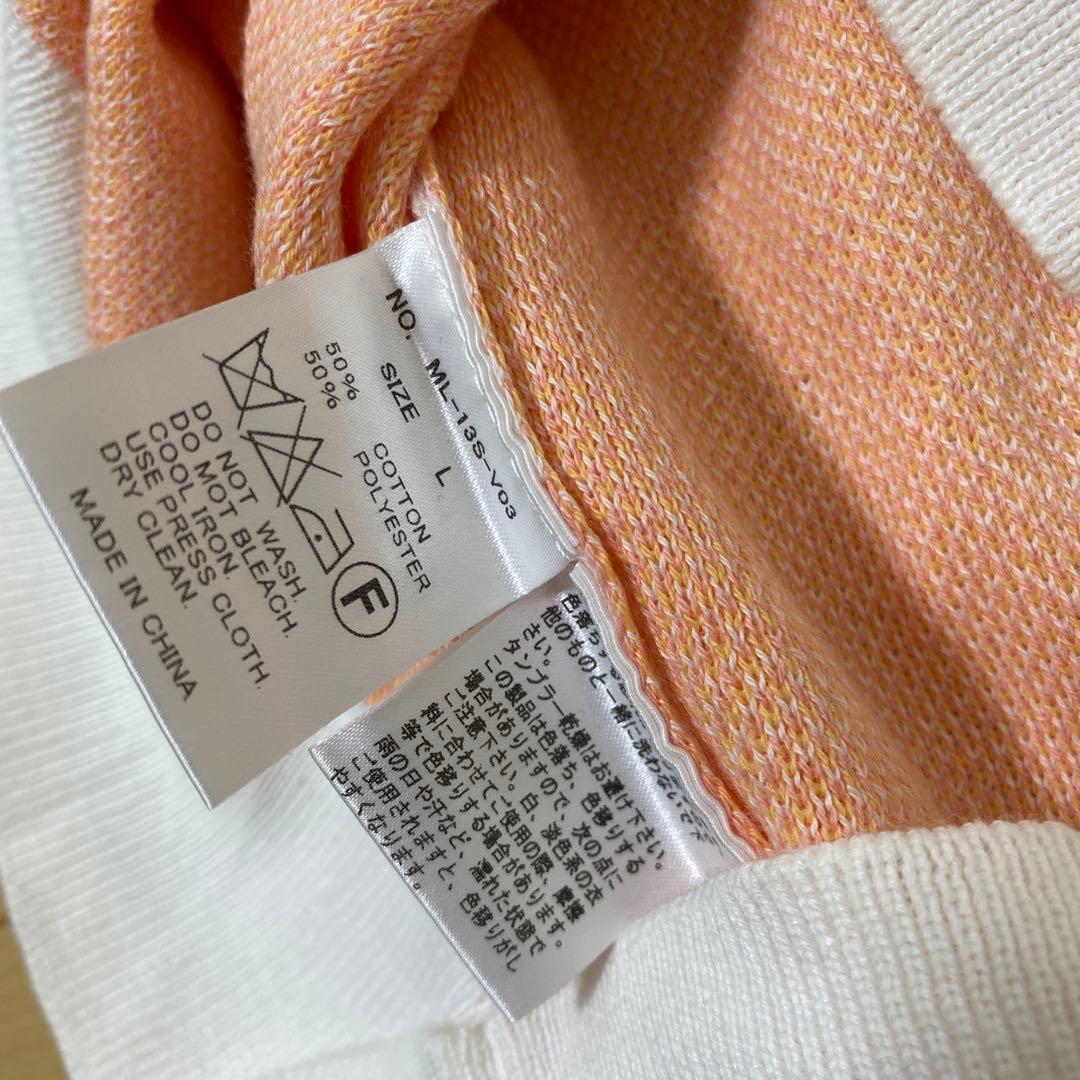 NO. ML-13S-V03
SIZE L
50% COTTON
50% POLYESTER
F
DO NOT WASH.
DO MOT BLEACH.
COOL IRON.
USE PRESS CLOTH.
DRY CLEAN.
MADE IN CHINA
色落ちする
他のものと一緒に洗わないで下
さい。
タンブラー乾燥はお避け下さい。
この製品は色落ち、色移りする
場合がありますので、次の点に
ご注意下さい。白、淡色系の衣
料に合わせてご使用の際、摩擦
等で色移りする場合があります。
雨の日や汗など、濡れた状態で
ご使用されますと、色移りがし
やすくなります。